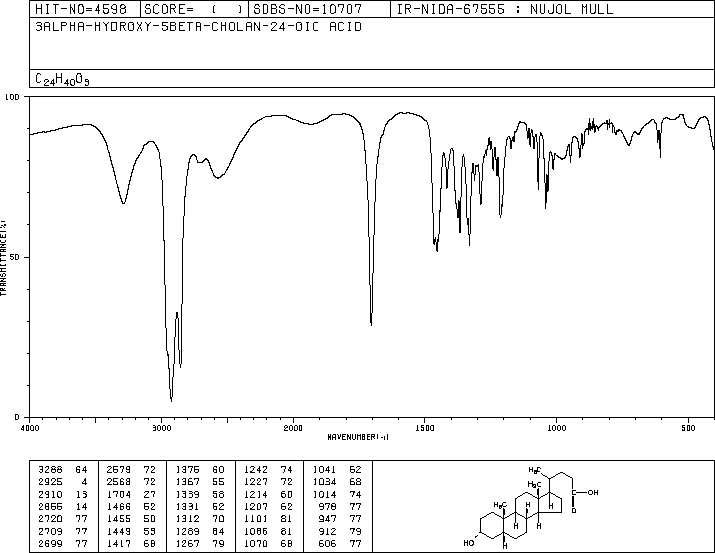 HIT-NO=4598 SCORE= ( ) SDBS-NO=10707 IR-NIDA-67555 : NUJOL MULL
3ALPHA-HYDROXY-5BETA-CHOLAN-24-OIC ACID
C24H40O3
100
50
0
TRANSMITTANCE(%)
4000 3000 2000 1500 1000 500
WAVENUMBER(-1)
3288 64 2579 72 1376 60 1242 74 1041 62
2925 4 2568 72 1367 55 1227 72 1034 68
2910 13 1704 27 1339 58 1214 60 1014 74
2855 14 1466 52 1331 52 1207 62 978 77
2720 77 1455 50 1312 70 1101 81 947 77
2709 77 1449 53 1289 64 1086 81 912 79
2699 77 1417 68 1267 79 1070 68 606 77
H3C
H3C
H3C
OH
C
O
H
H
H
H
HO
H